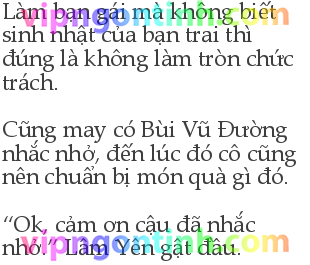 Làm bạn gái mà không biết
sinh nhật của bạn trai thì
đúng là không làm tròn chức
trách.
Cũng may có Bùi Vũ Đường
nhắc nhở, đến lúc đó cô cũng
nên chuẩn bị món quà gì đó.
“Ok, cảm ơn cậu đã nhắc
nhở.” Lâm Yên gật đầu.
vipngontinh.com
vipngontinh.com